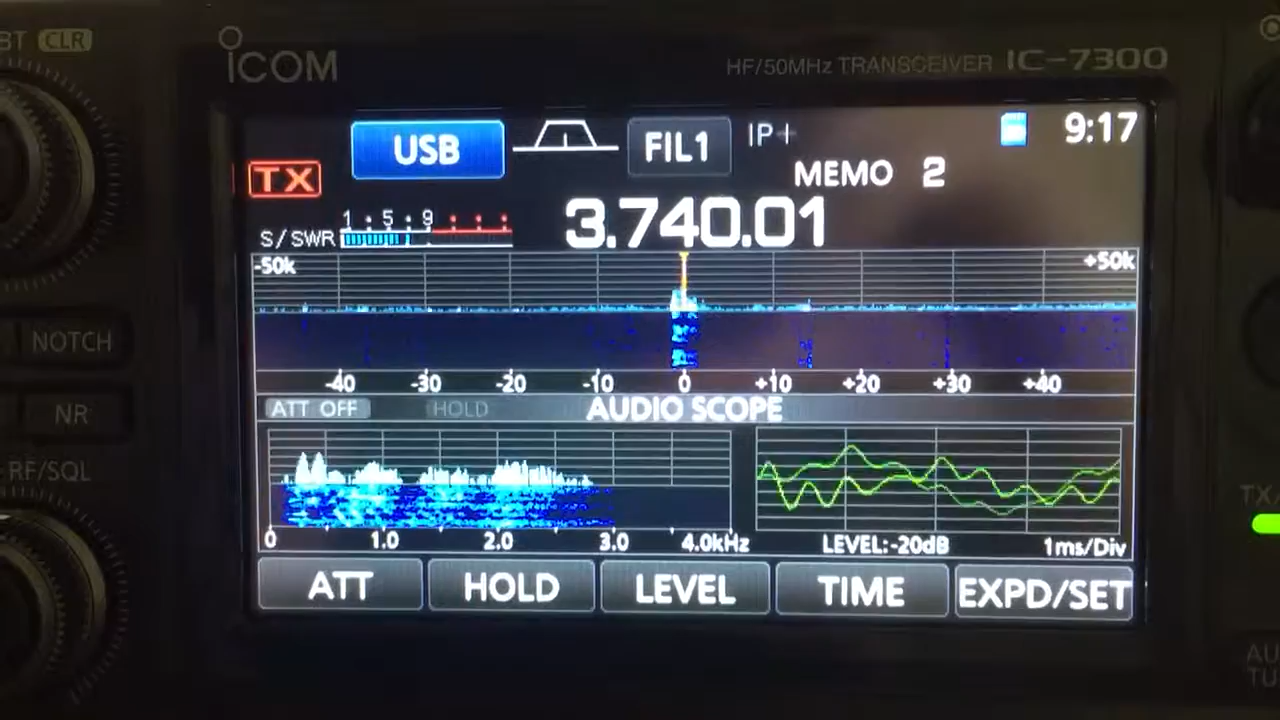 BT CLR
ICOM
HF/50MHz TRANSCEIVER IC-7300
USB FIL1 IP+ 9:17
TX MEMO 2
1 5 9
S/SWR 3.740.01
-50k +50k
NOTCH
-40 -30 -20 -10 0 +10 +20 +30 +40
NR ATT OFF HOLD AUDIO SCOPE
RF/SQL
TX
0 1.0 2.0 3.0 4.0kHz LEVEL:-20dB 1ms/Div
ATT HOLD LEVEL TIME EXPD/SET
AU
TU